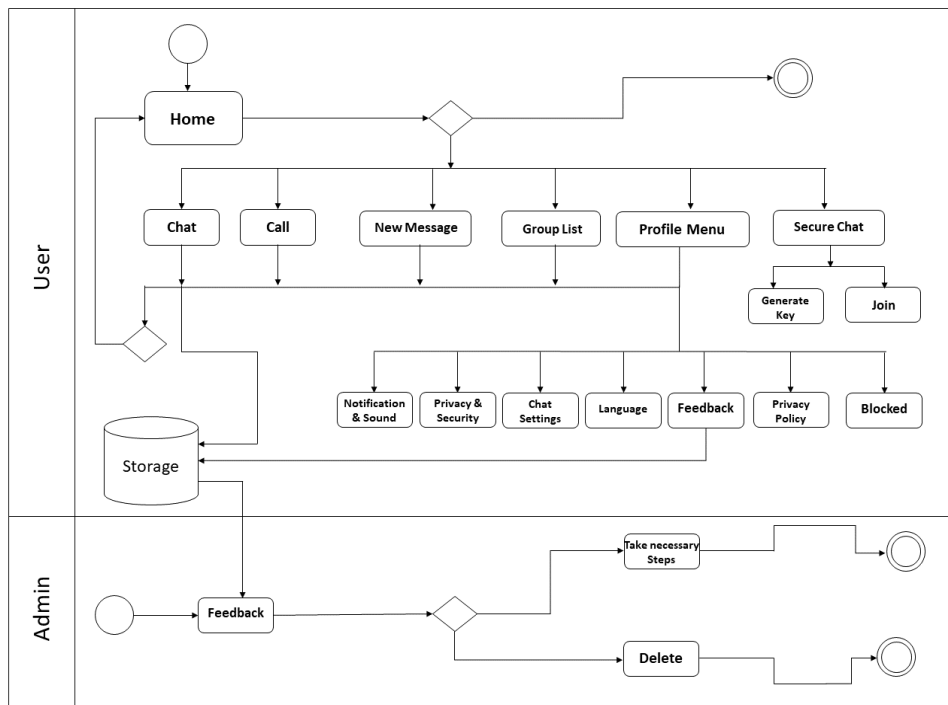 User
Home
Chat
Call
New Message
Group List
Profile Menu
Secure Chat
Generate
Key
Join
Notification
& Sound
Privacy &
Security
Chat
Settings
Language
Feedback
Privacy
Policy
Blocked
Storage
Admin
Feedback
Take necessary
Steps
Delete